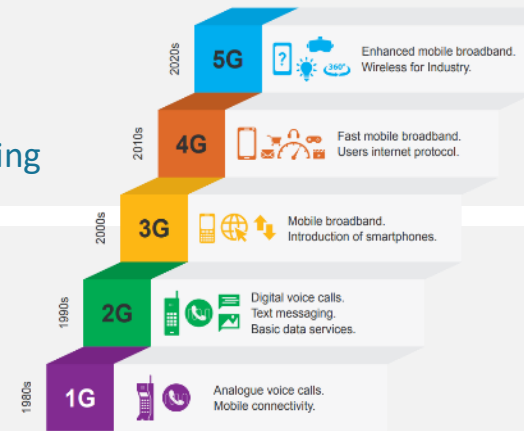 2020s
5G
?
360°
Enhanced mobile broadband.
Wireless for Industry.
2010s
4G
Fast mobile broadband.
Users internet protocol.
ing
2000s
3G
Mobile broadband.
Introduction of smartphones.
1990s
2G
Digital voice calls.
Text messaging.
Basic data services.
1980s
1G
Analogue voice calls.
Mobile connectivity.